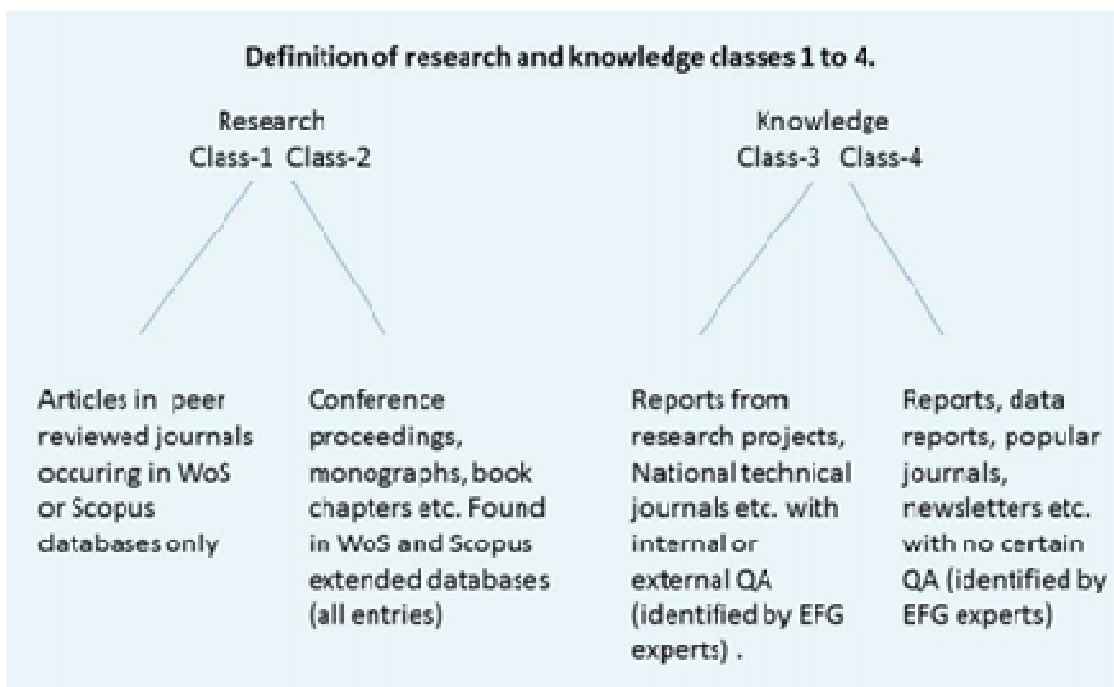 Definition of research and knowledge classes 1 to 4.
Research
Class-1 Class-2
Knowledge
Class-3 Class-4
Articles in peer
reviewed journals
occuring in WoS
or Scopus
databases only
Conference
proceedings,
monographs, book
chapters etc. Found
in WoS and Scopus
extended databases
(all entries)
Reports from
research projects,
National technical
journals etc. with
internal or
external QA
(identified by EFG
experts) .
Reports, data
reports, popular
journals,
newsletters etc.
with no certain
QA (identified by
EFG experts)